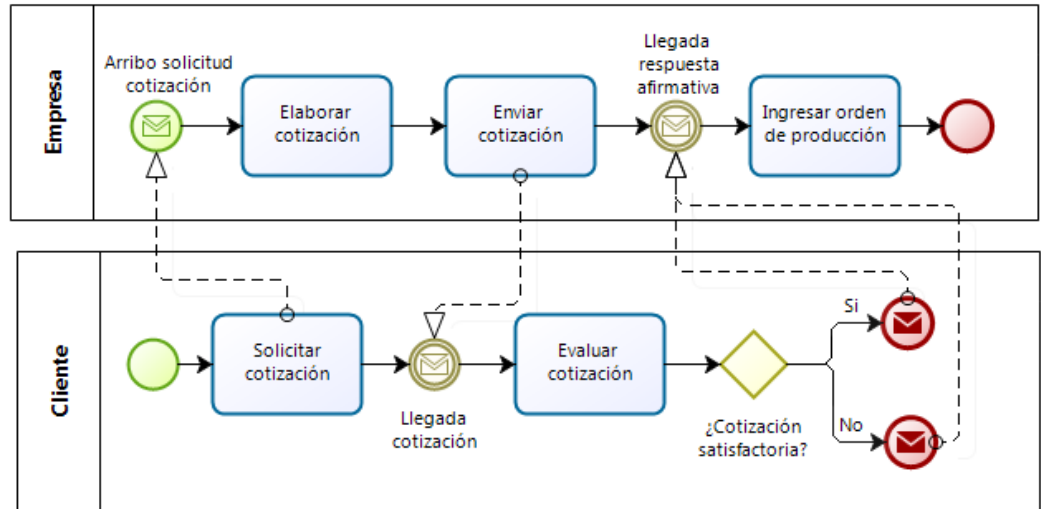 Empresa
Arribo solicitud
cotización
Elaborar
cotización
Enviar
cotización
Llegada
respuesta
afirmativa
Ingresar orden
de producción
Cliente
Solicitar
cotización
Llegada
cotización
Evaluar
cotización
¿Cotización
satisfactoria?
Si
No